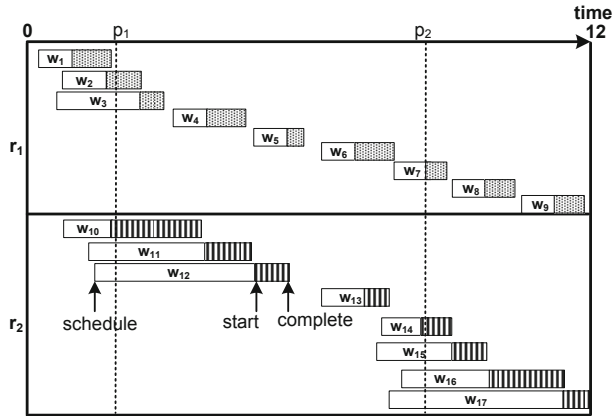 time
0 p1 p2 12
w1
w2
w3
w4
w5
r1
w6
w7
w8
w9
w10
w11
w12
w13
schedule start complete
r2
w14
w15
w16
w17